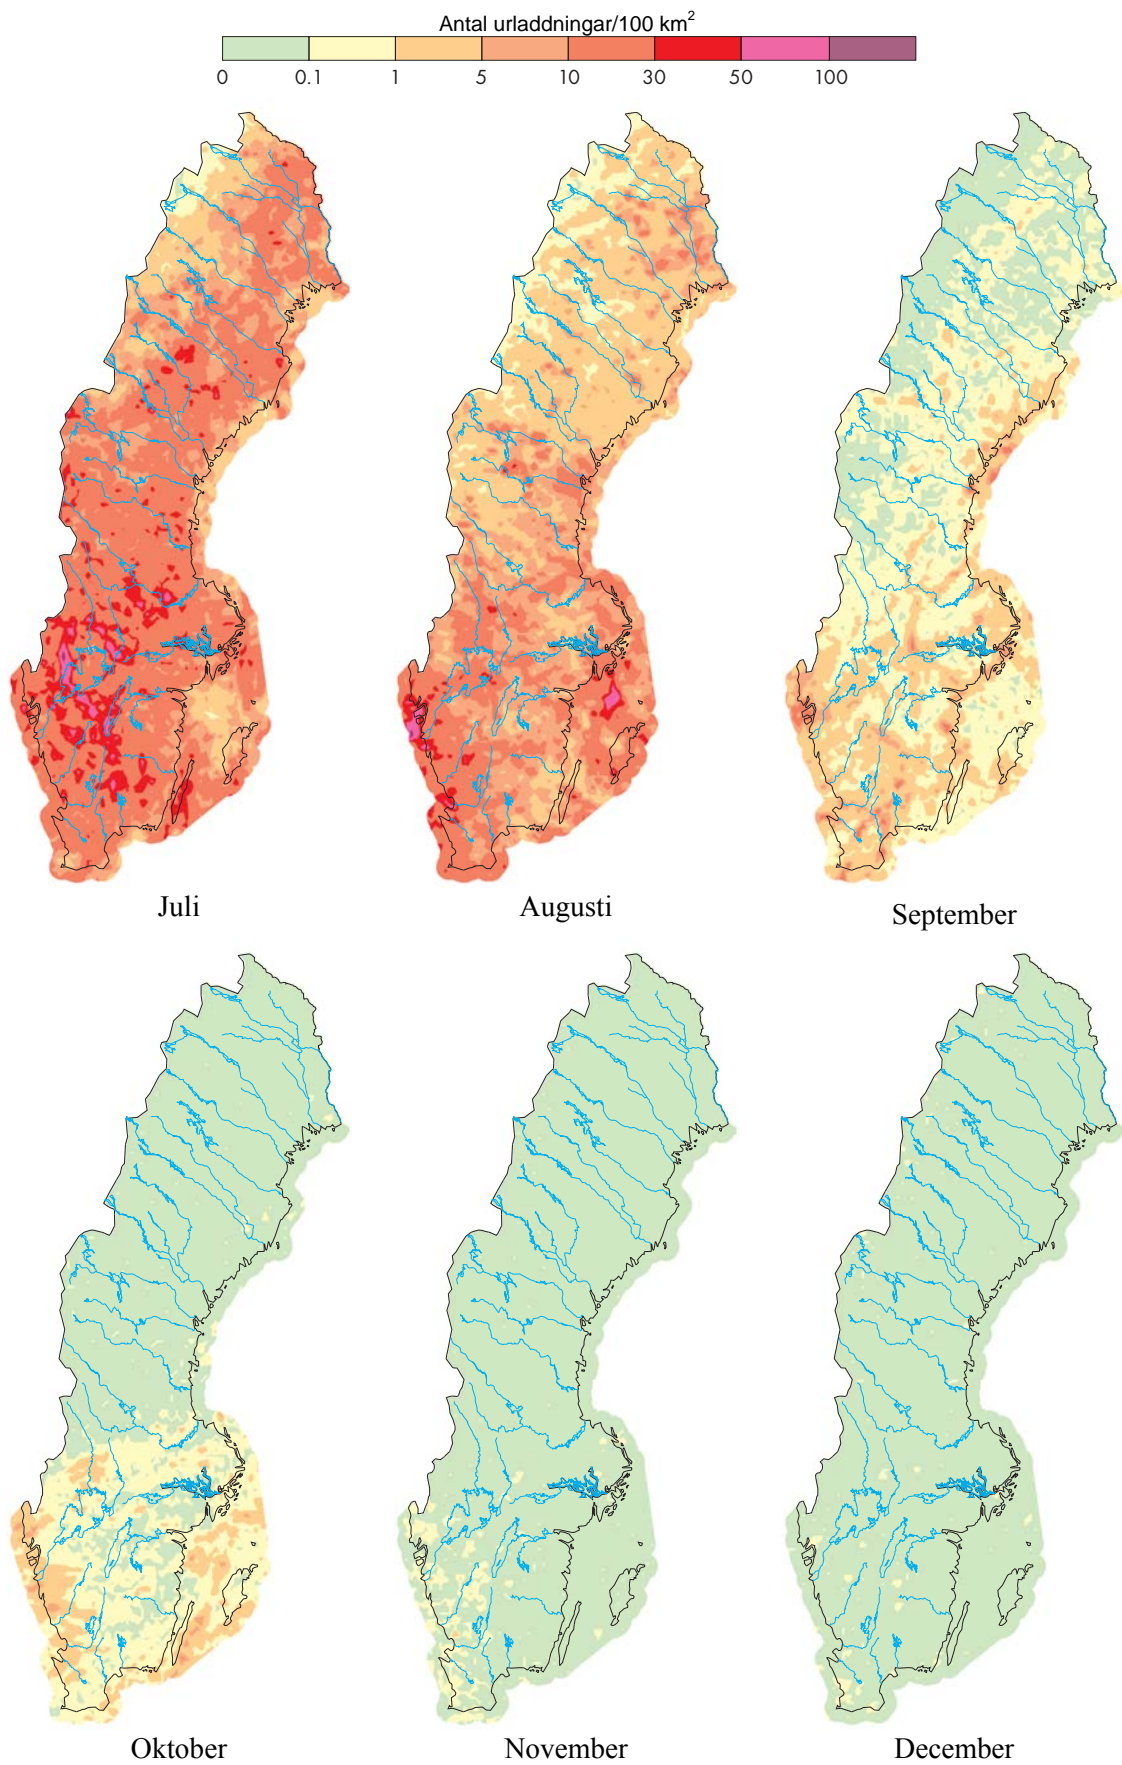 Antal urladdningar/100 km²
0 0.1 1 5 10 30 50 100
Juli
Augusti
September
Oktober
November
December